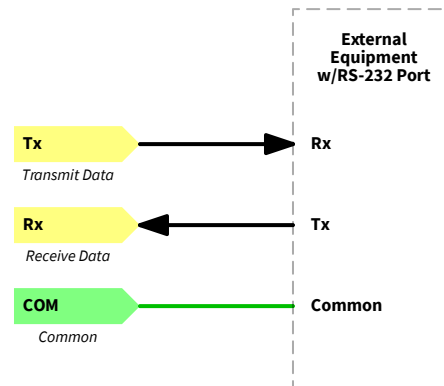 External
Equipment
w/RS-232 Port
Tx
Rx
Transmit Data
Rx
Tx
Receive Data
COM
Common
Common